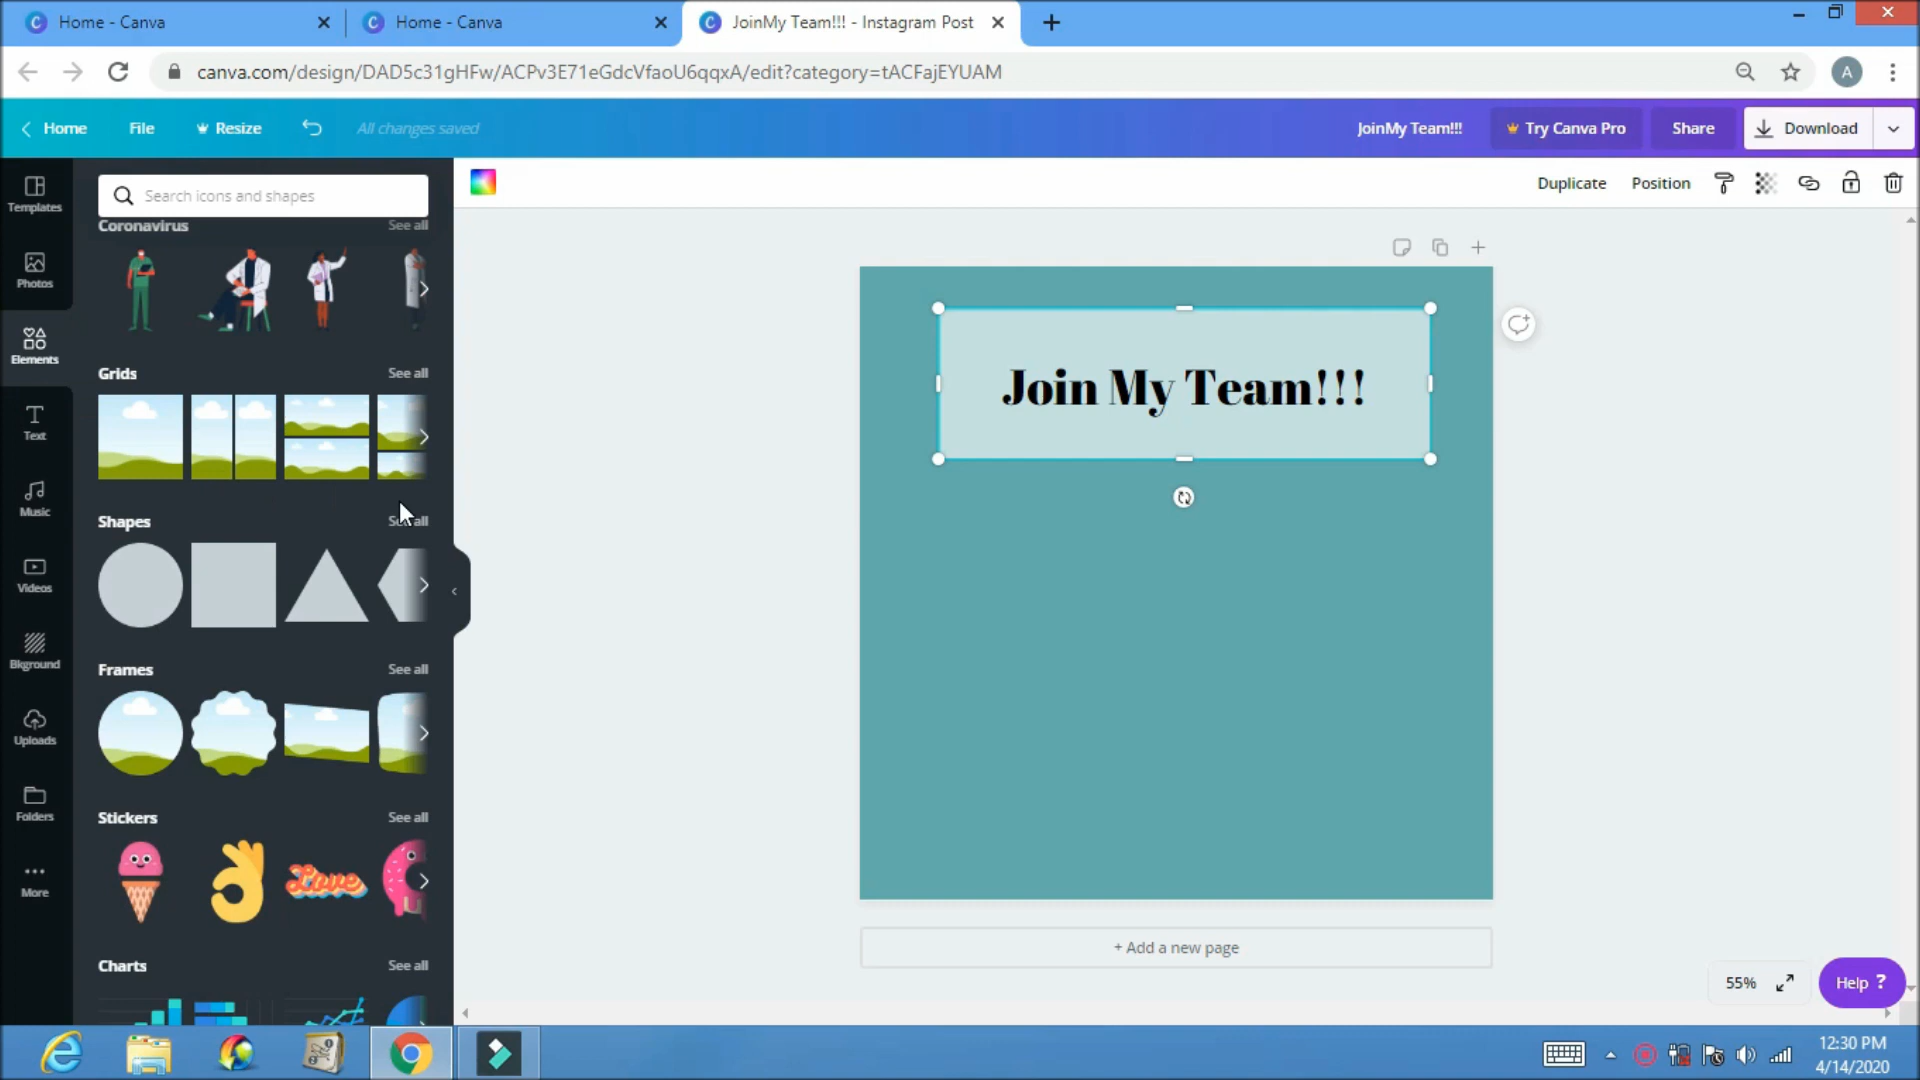 Home - Canva
Home - Canva
JoinMy Team!!! - Instagram Post
canva.com/design/DAD5c31gHFw/ACPv3E71eGdcVfaoU6qqxA/edit?category=tACFajEYUAM
A
Home
File
Resize
All changes saved
JoinMy Team!!!
Try Canva Pro
Share
Download
Templates
Photos
Elements
Text
Music
Videos
Bkground
Uploads
Folders
More
Search icons and shapes
Coronavirus
See all
Grids
See all
Shapes
See all
Frames
See all
Stickers
See all
Love
Charts
See all
Duplicate
Position
Join My Team!!!
+ Add a new page
55%
Help ?
12:30 PM
4/14/2020